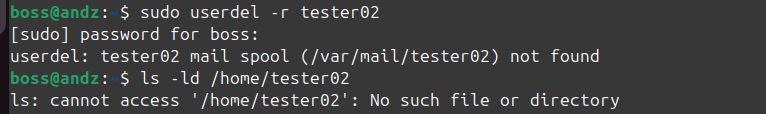 boss@andz:~$ sudo userdel -r tester02
[sudo] password for boss:
userdel: tester02 mail spool (/var/mail/tester02) not found
boss@andz:~$ ls -ld /home/tester02
ls: cannot access '/home/tester02': No such file or directory